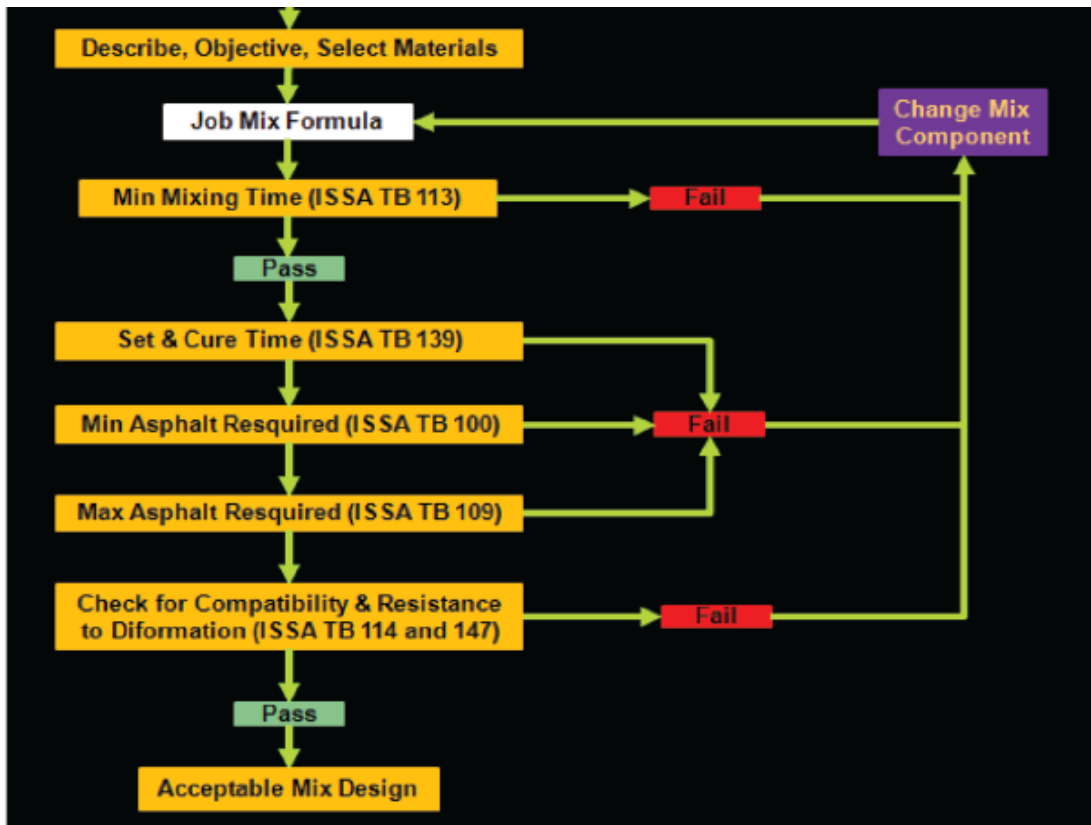 Describe, Objective, Select Materials
Job Mix Formula
Change Mix
Component
Min Mixing Time (ISSA TB 113)
Fail
Pass
Set & Cure Time (ISSA TB 139)
Min Asphalt Resquired (ISSA TB 100)
Fail
Max Asphalt Resquired (ISSA TB 109)
Check for Compatibility & Resistance
to Diformation (ISSA TB 114 and 147)
Fail
Pass
Acceptable Mix Design